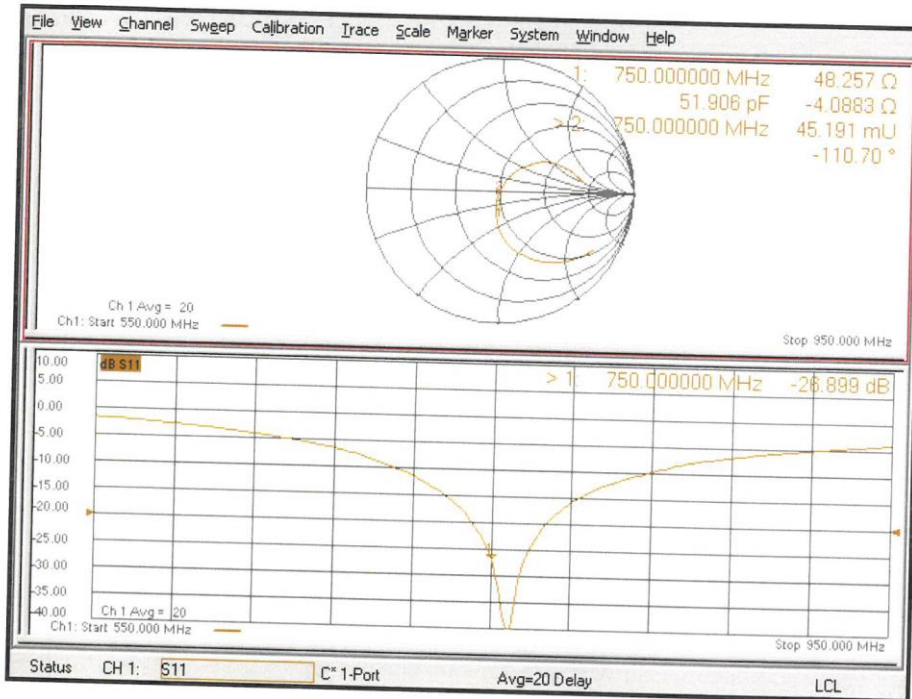 File View Channel Sweep Calibration Trace Scale Marker System Window Help
1: 750.000000 MHz 48.257 Ω
51.906 pF -4.0883 Ω
> 2: 750.000000 MHz 45.191 mU
-110.70 °
Ch 1 Avg = 20
Ch1: Start 550.000 MHz
Stop 950.000 MHz
10.00
dB S11
> 1: 750.000000 MHz -26.899 dB
5.00
0.00
-5.00
-10.00
-15.00
-20.00
-25.00
-30.00
-35.00
-40.00
1
Ch 1 Avg = 20
Ch1: Start 550.000 MHz
Stop 950.000 MHz
Status CH 1: S11 C* 1-Port Avg=20 Delay LCL